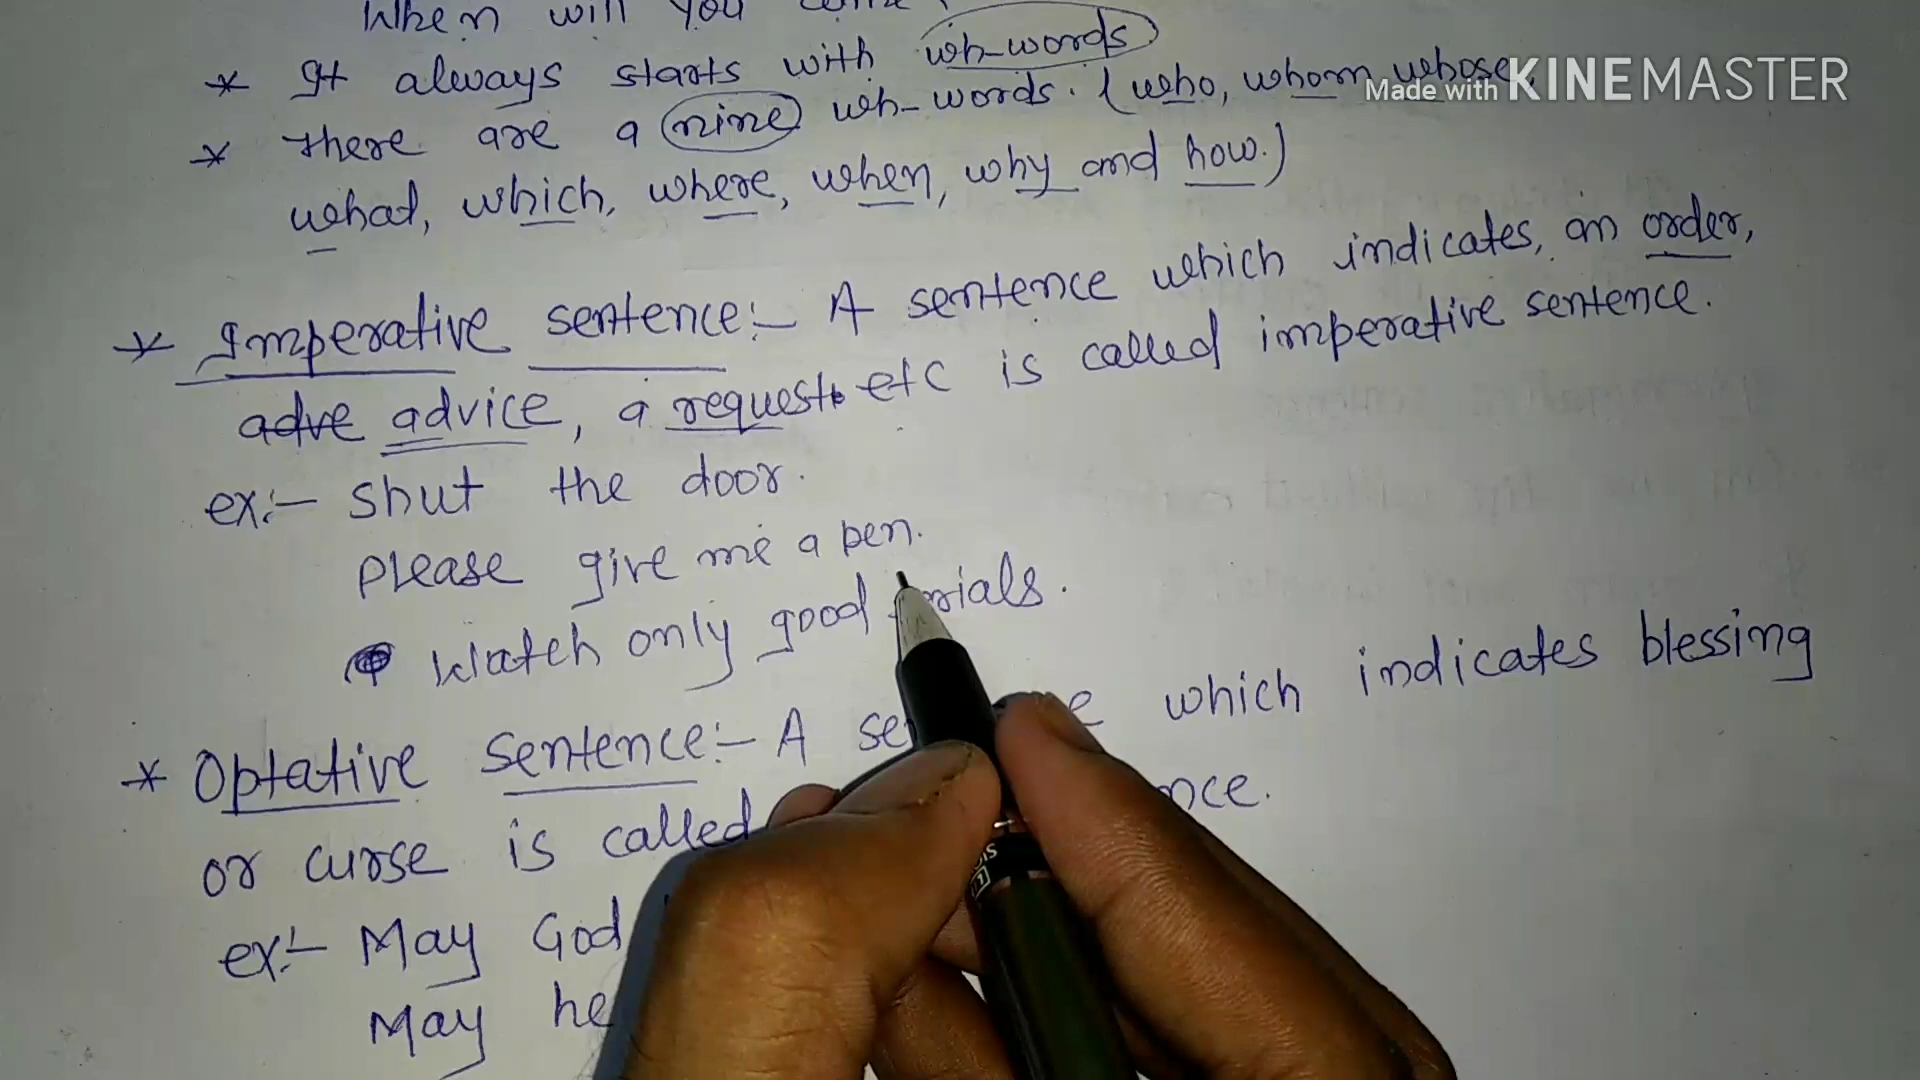 When will you
* It always starts with wh-words
* There are a nine wh-words. (who, whom, whose,
what, which, where, when, why and how.)
* Imperative sentence:- A sentence which indicates, an order,
adve advice, a request etc is called imperative sentence.
ex:- Shut the door.
Please give me a pen.
Watch only good
* Optative sentence:- A which indicates blessing
or curse is called
ex:- May God
May he
Made with KINEMASTER